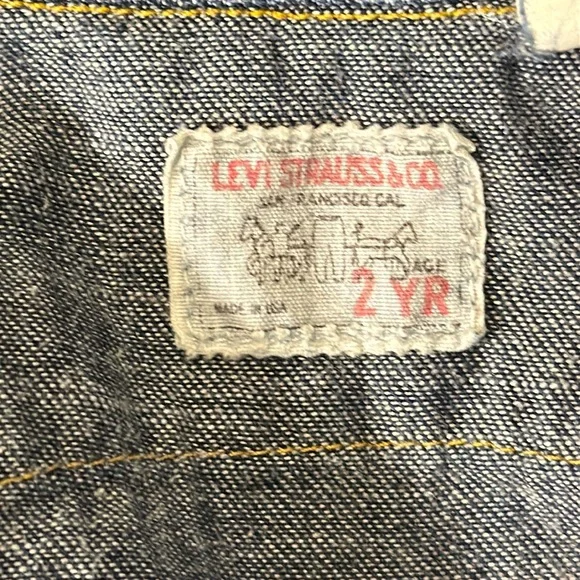 LEVI STRAUSS & CO.
SAN FRANCISCO, CAL
AGE
2 YR
MADE IN USA